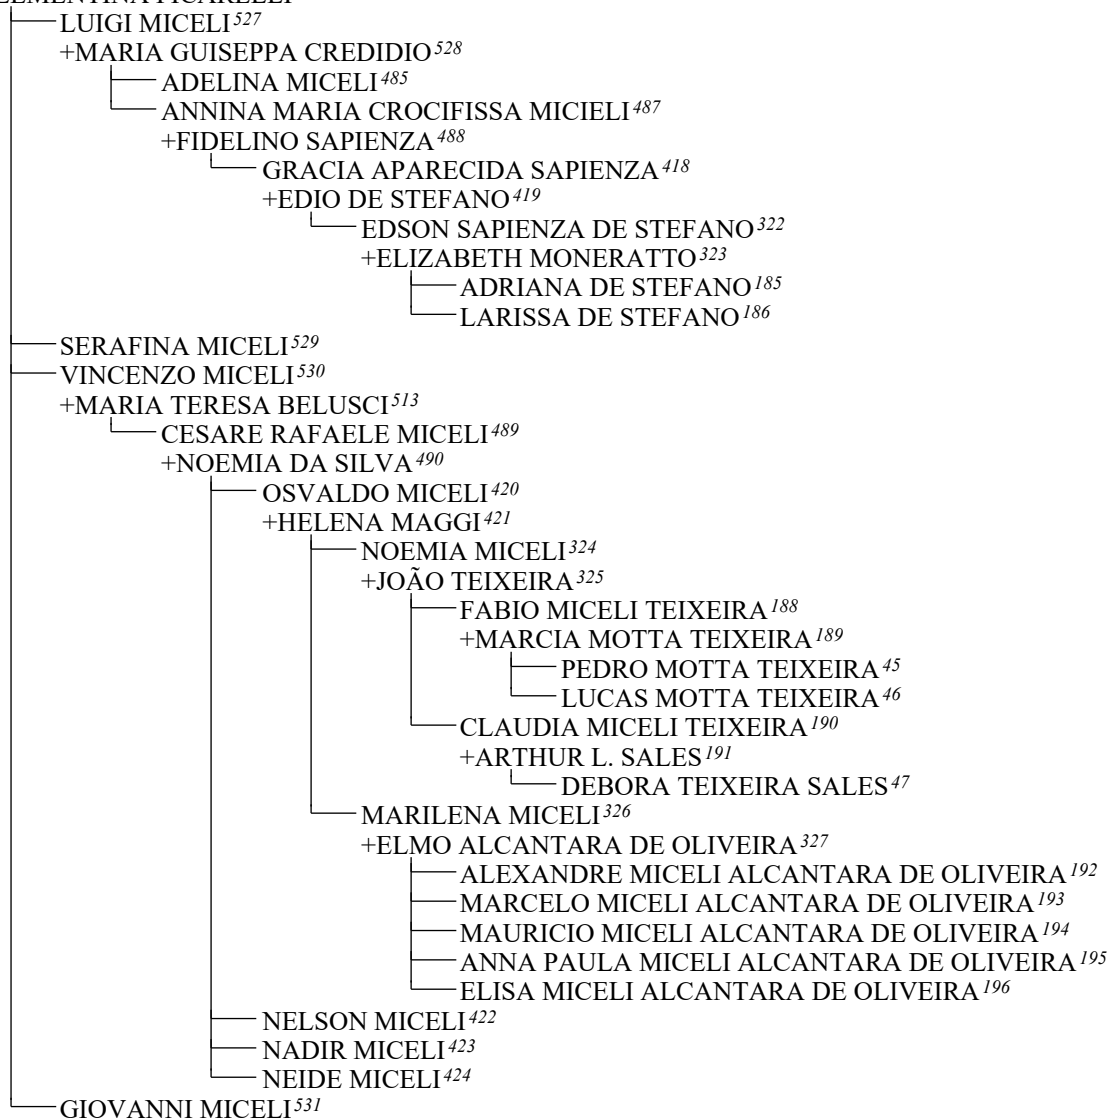 LUIGI MICELI527
+MARIA GUISEPPA CREDIDIO528
ADELINA MICELI485
ANNINA MARIA CROCIFISSA MICIELI487
+FIDELINO SAPIENZA488
GRACIA APARECIDA SAPIENZA418
+EDIO DE STEFANO419
EDSON SAPIENZA DE STEFANO322
+ELIZABETH MONERATTO323
ADRIANA DE STEFANO185
LARISSA DE STEFANO186
SERAFINA MICELI529
VINCENZO MICELI530
+MARIA TERESA BELUSCI513
CESARE RAFAELE MICELI489
+NOEMIA DA SILVA490
OSVALDO MICELI420
+HELENA MAGGI421
NOEMIA MICELI324
+JOÃO TEIXEIRA325
FABIO MICELI TEIXEIRA188
+MARCIA MOTTA TEIXEIRA189
PEDRO MOTTA TEIXEIRA45
LUCAS MOTTA TEIXEIRA46
CLAUDIA MICELI TEIXEIRA190
+ARTHUR L. SALES191
DEBORA TEIXEIRA SALES47
MARILENA MICELI326
+ELMO ALCANTARA DE OLIVEIRA327
ALEXANDRE MICELI ALCANTARA DE OLIVEIRA192
MARCELO MICELI ALCANTARA DE OLIVEIRA193
MAURICIO MICELI ALCANTARA DE OLIVEIRA194
ANNA PAULA MICELI ALCANTARA DE OLIVEIRA195
ELISA MICELI ALCANTARA DE OLIVEIRA196
NELSON MICELI422
NADIR MICELI423
NEIDE MICELI424
GIOVANNI MICELI531